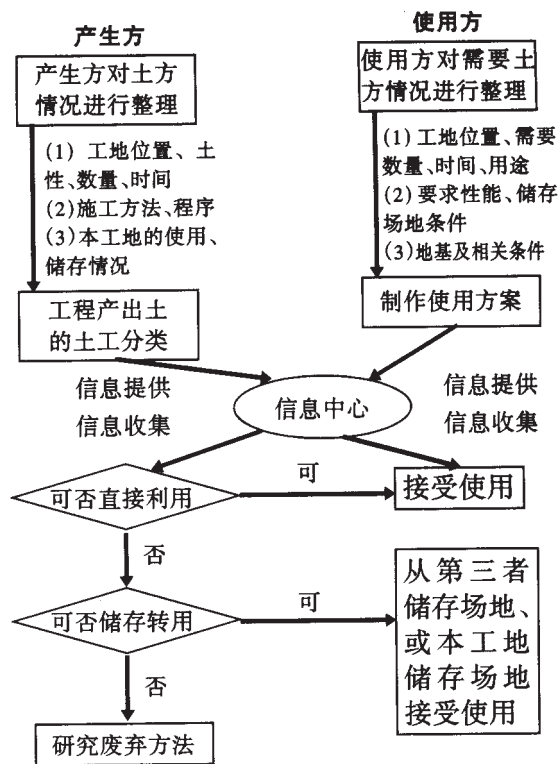 产生方
使用方
产生方对土方
情况进行整理
使用方对需要土
方情况进行整理
(1) 工地位置、土
性、数量、时间
(2)施工方法、程序
(3)本工地的使用、
储存情况
(1) 工地位置、需要
数量、时间、用途
(2)要求性能、储存
场地条件
(3)地基及相关条件
工程产出土
的土工分类
制作使用方案
信息提供
信息收集
信息中心
信息提供
信息收集
可否直接利用
可
接受使用
否
可否储存转用
可
从第三者
储存场地、
或本工地
储存场地
接受使用
否
研究废弃方法